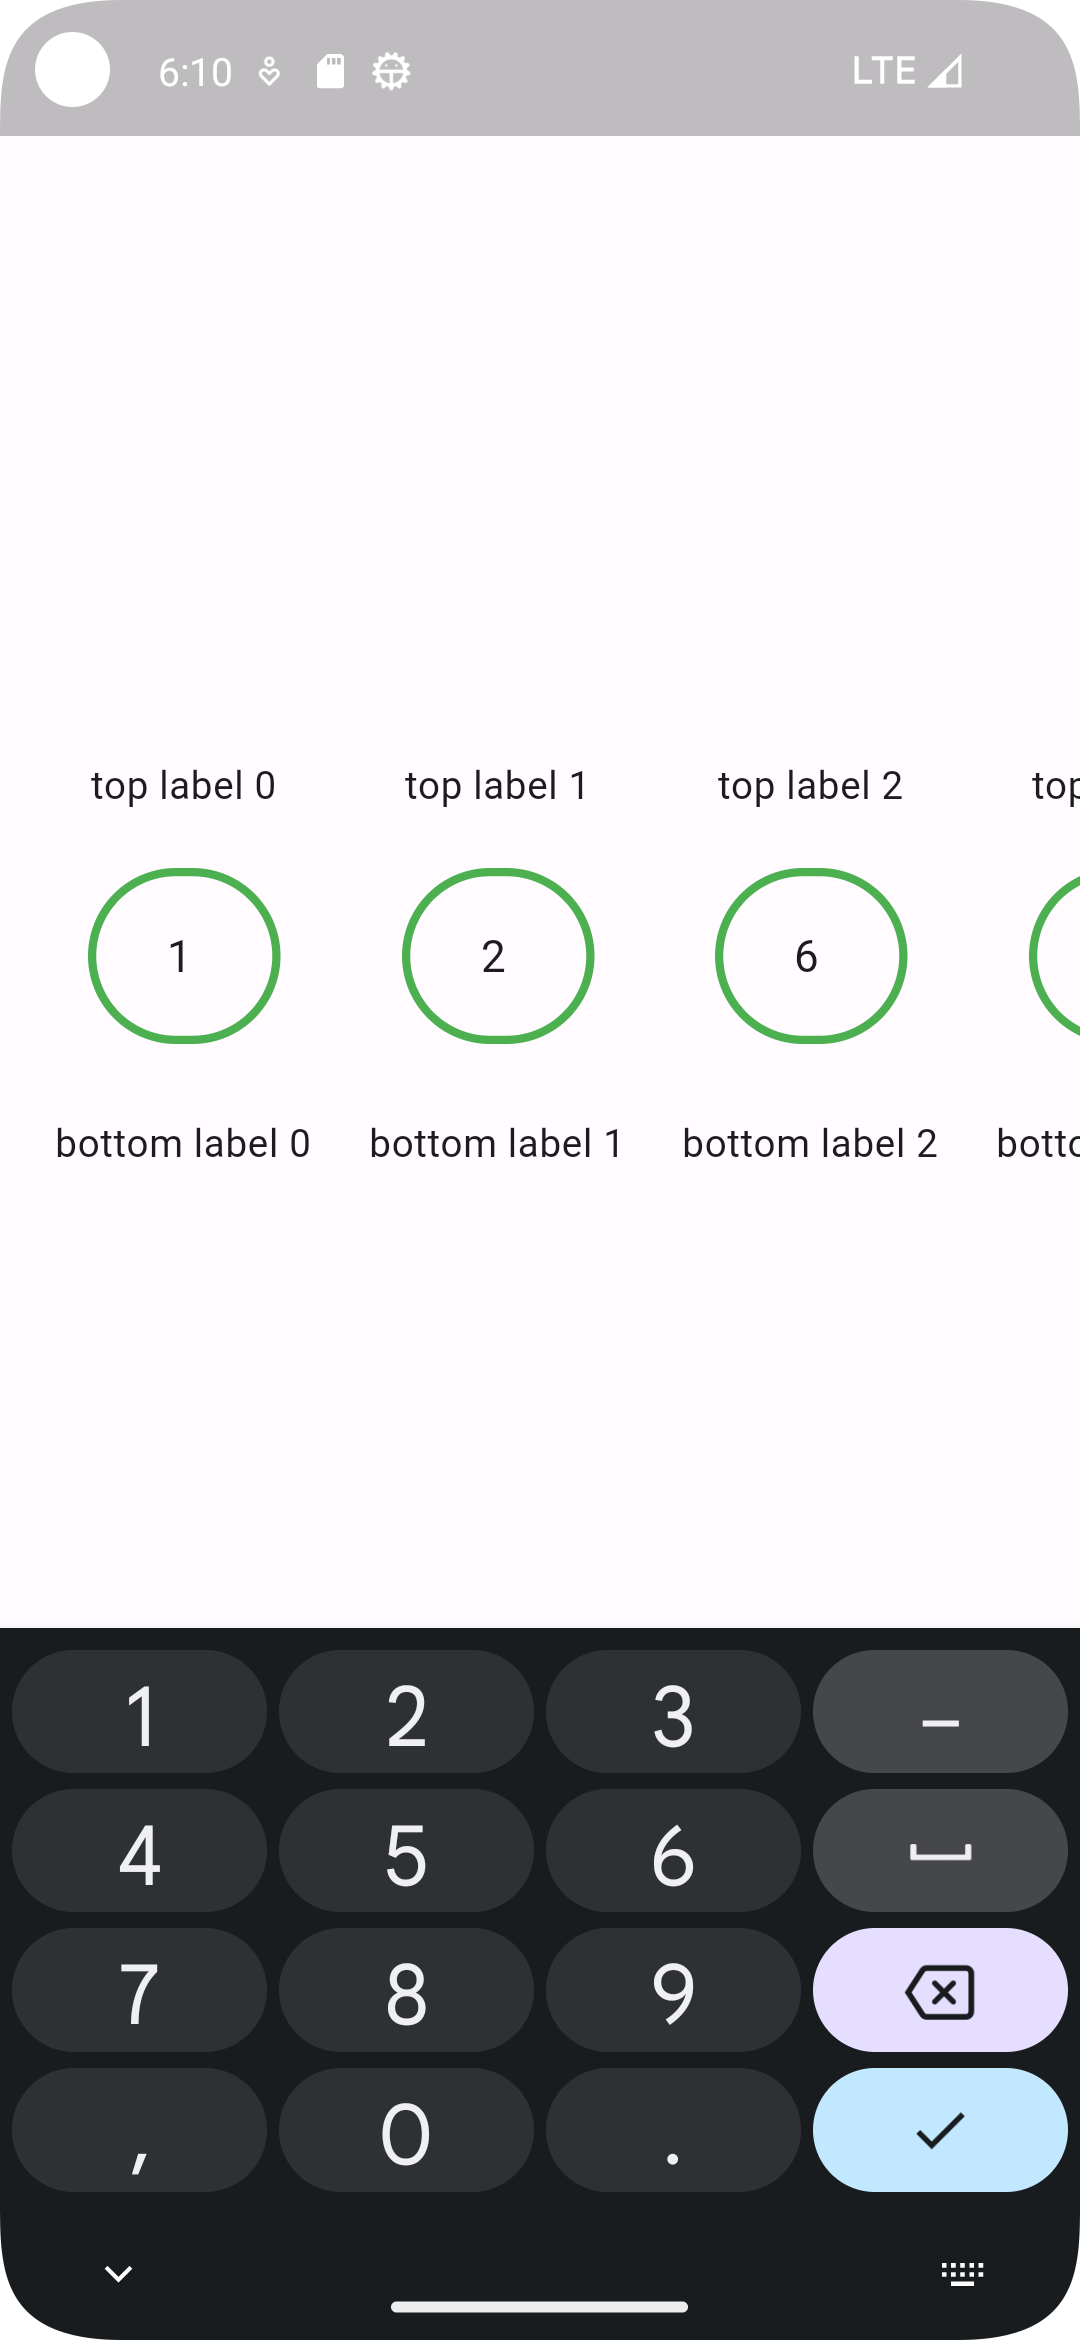 6:10 LTE
top label 0 top label 1 top label 2 top
1 2 6
bottom label 0 bottom label 1 bottom label 2 botto
1 2 3 –
4 5 6
7 8 9
, 0 .